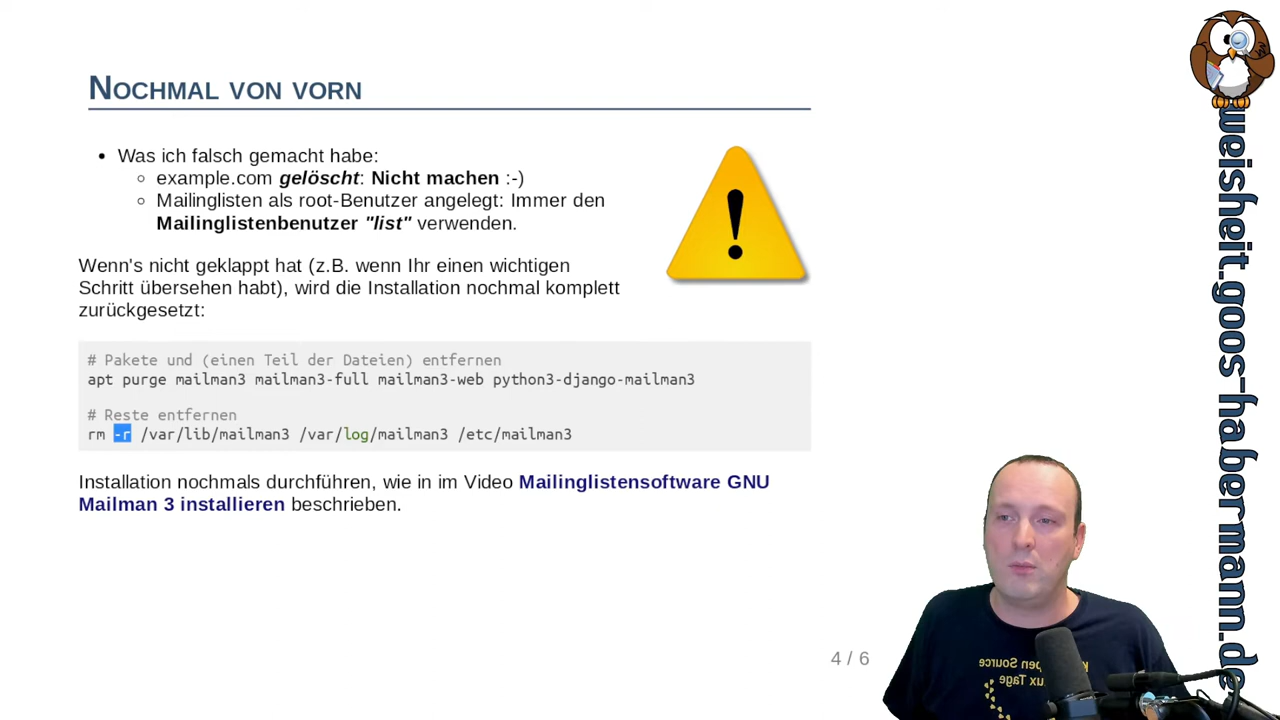 NOCHMAL VON VORN
• Was ich falsch gemacht habe:
◦ example.com gelöscht: Nicht machen :-)
◦ Mailinglisten als root-Benutzer angelegt: Immer den
Mailinglistenbenutzer "list" verwenden.
Wenn's nicht geklappt hat (z.B. wenn Ihr einen wichtigen
Schritt übersehen habt), wird die Installation nochmal komplett
zurückgesetzt:
# Pakete und (einen Teil der Dateien) entfernen
apt purge mailman3 mailman3-full mailman3-web python3-django-mailman3
# Reste entfernen
rm -r /var/lib/mailman3 /var/log/mailman3 /etc/mailman3
Installation nochmals durchführen, wie in im Video Mailinglistensoftware GNU
Mailman 3 installieren beschrieben.
4 / 6
weisheit.goos-habermann.de
pen Source
ux Tage